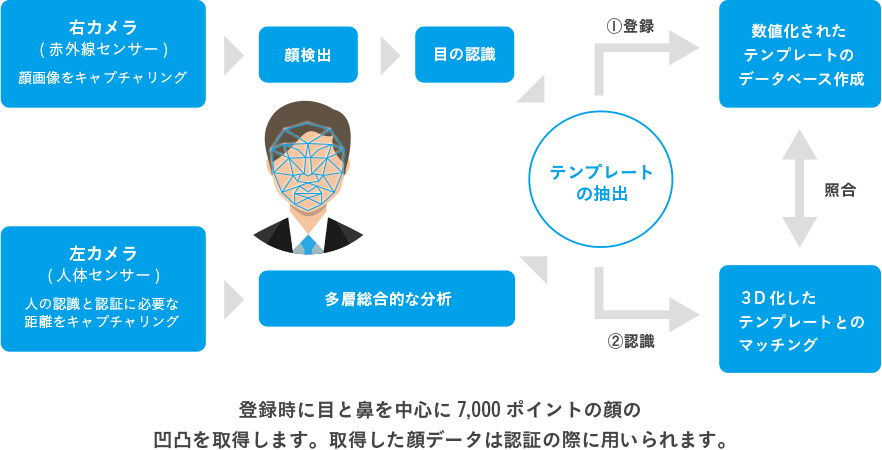 右カメラ
(赤外線センサー)
顔画像をキャプチャリング
顔検出
目の認識
左カメラ
(人体センサー)
人の認識と認証に必要な
距離をキャプチャリング
多層総合的な分析
テンプレート
の抽出
①登録
数値化された
テンプレートの
データベース作成
照合
②認識
3D化した
テンプレートとの
マッチング
登録時に目と鼻を中心に7,000ポイントの顔の
凹凸を取得します。取得した顔データは認証の際に用いられます。